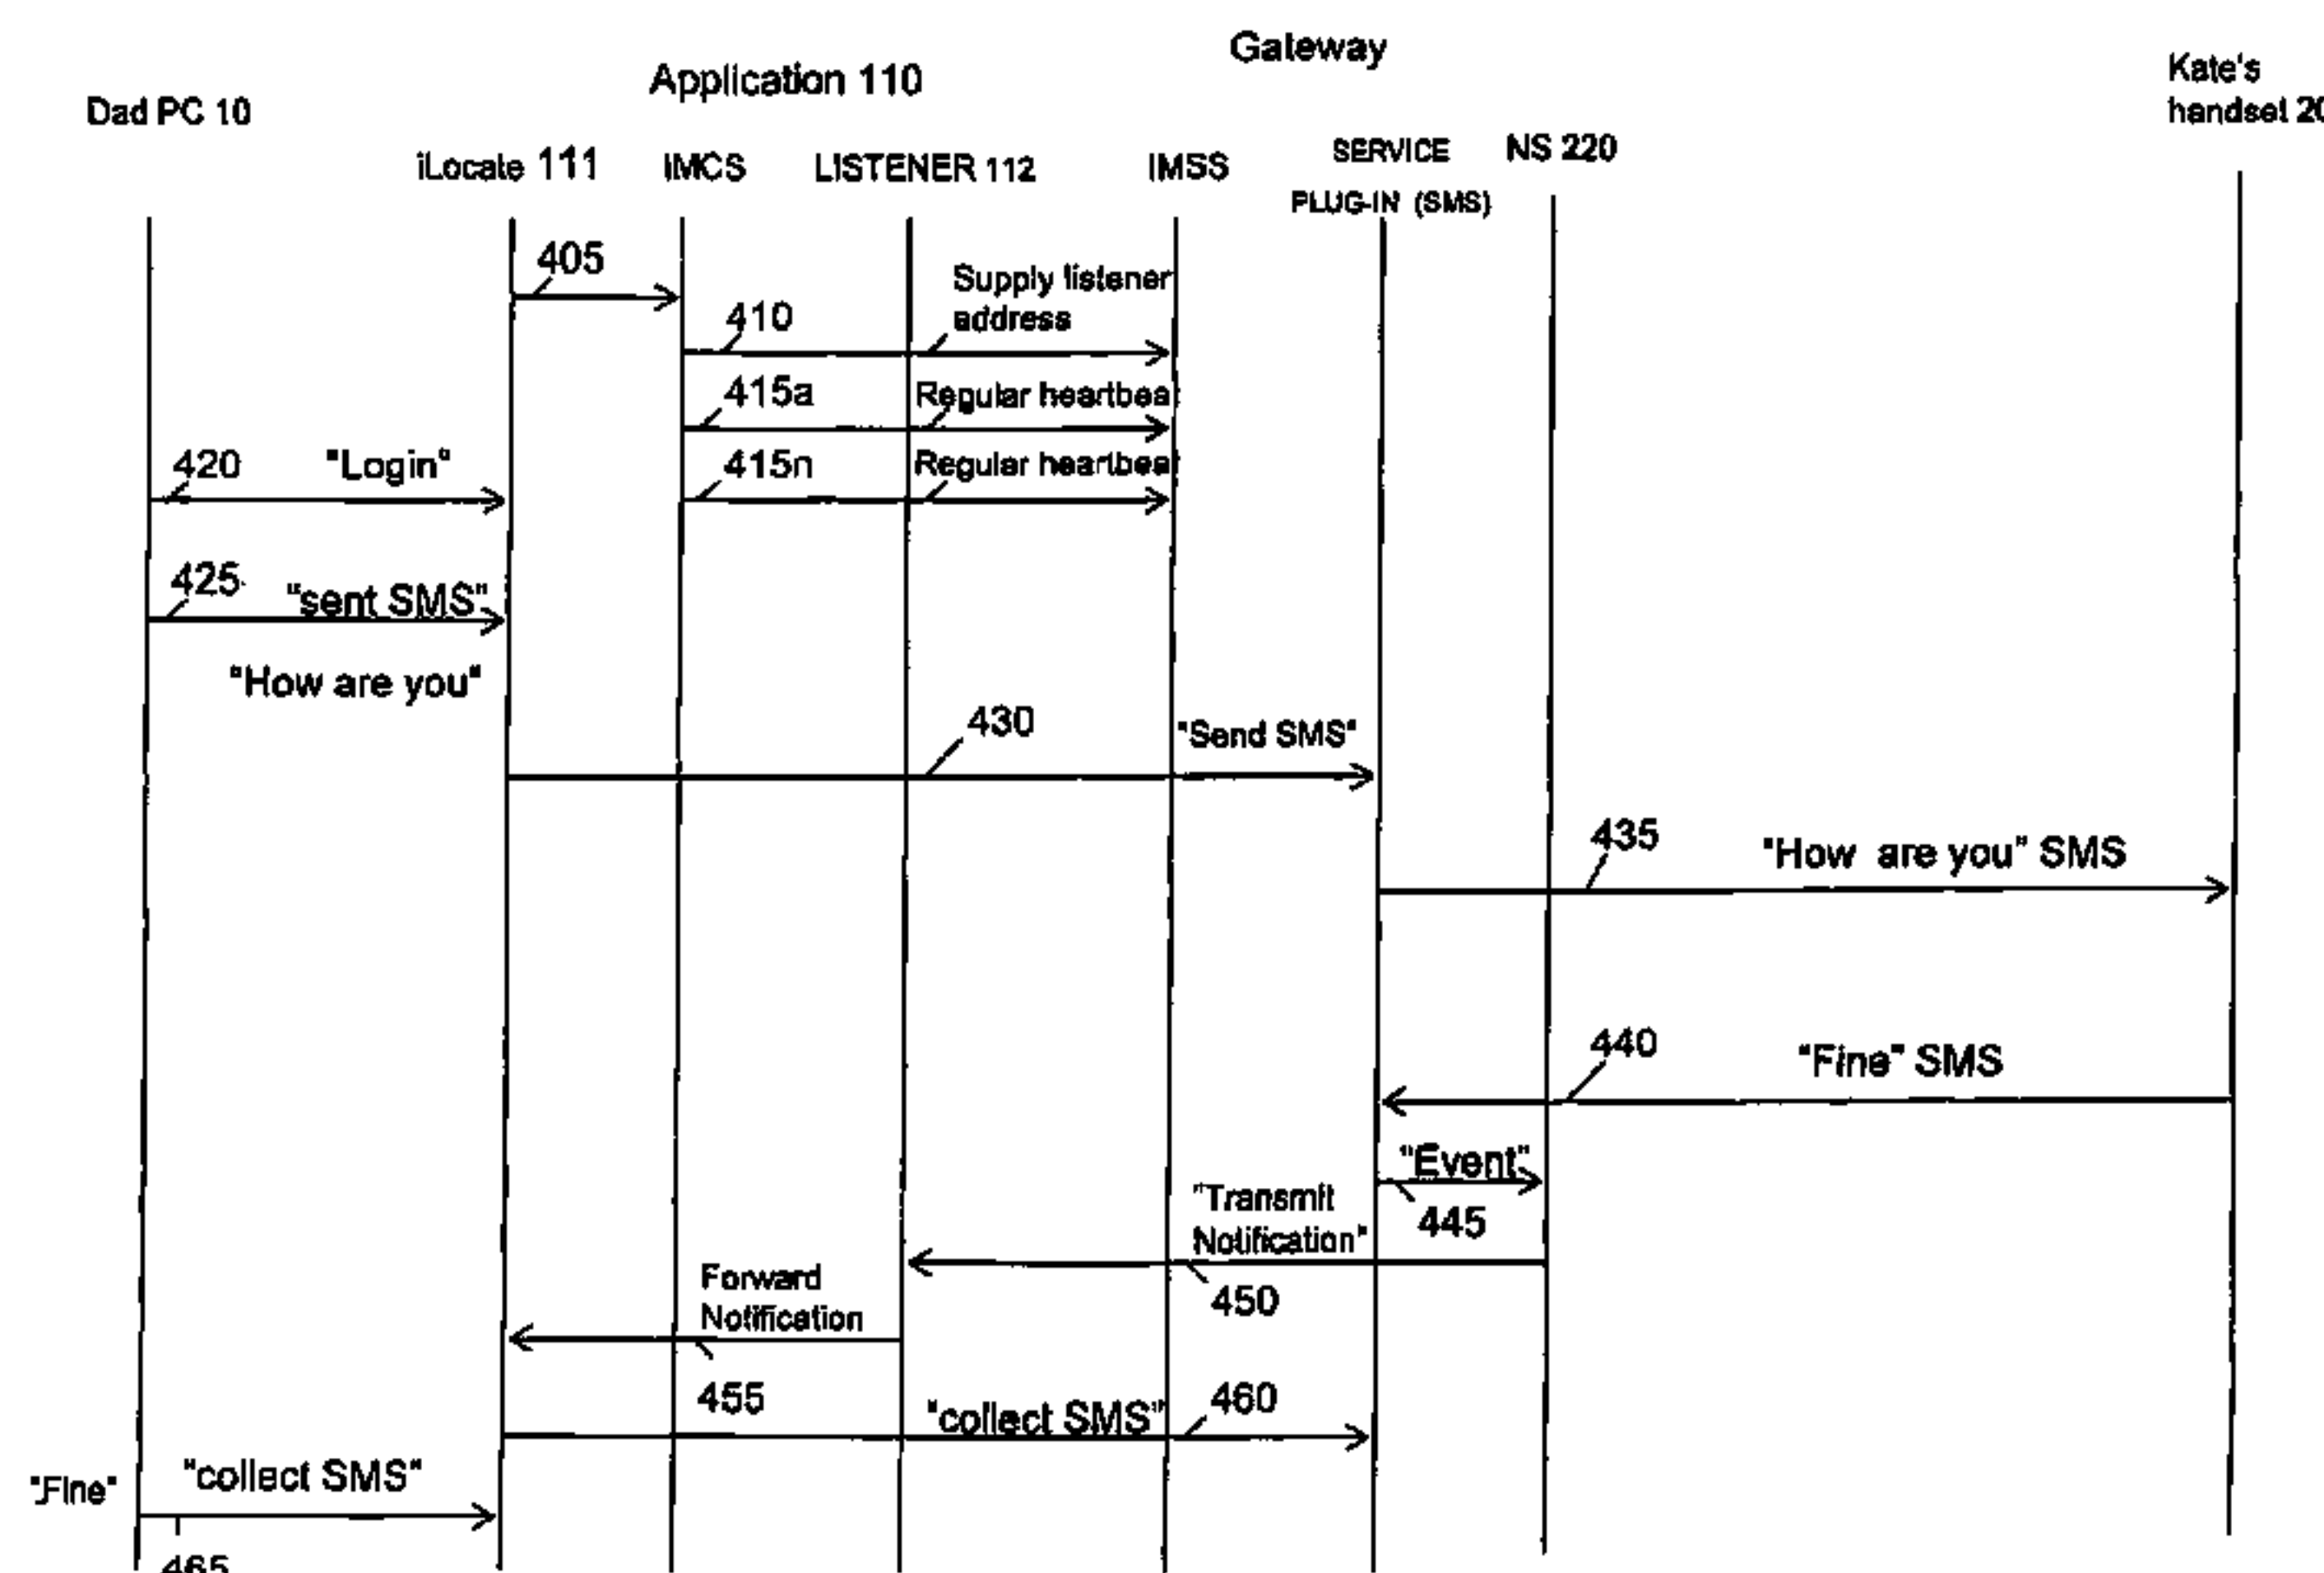 Gateway
Application 110
Kate's
handset 20
Dad PC 10
iLocate 111
IMCS
LISTENER 112
IMSS
SERVICE
PLUG-IN (SMS)
NS 220
405
Supply listener
address
410
415a
Regular heartbea
420
"Login"
415n
Regular heartbea
425
"sent SMS"
"How are you"
430
"Send SMS"
435
"How are you" SMS
440
"Fine" SMS
"Event"
445
"Transmit
Notification"
450
Forward
Notification
455
"collect SMS"
460
"Fine"
"collect SMS"
465